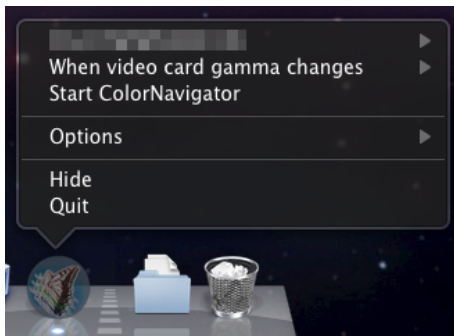 When video card gamma changes
Start ColorNavigator
Options
Hide
Quit